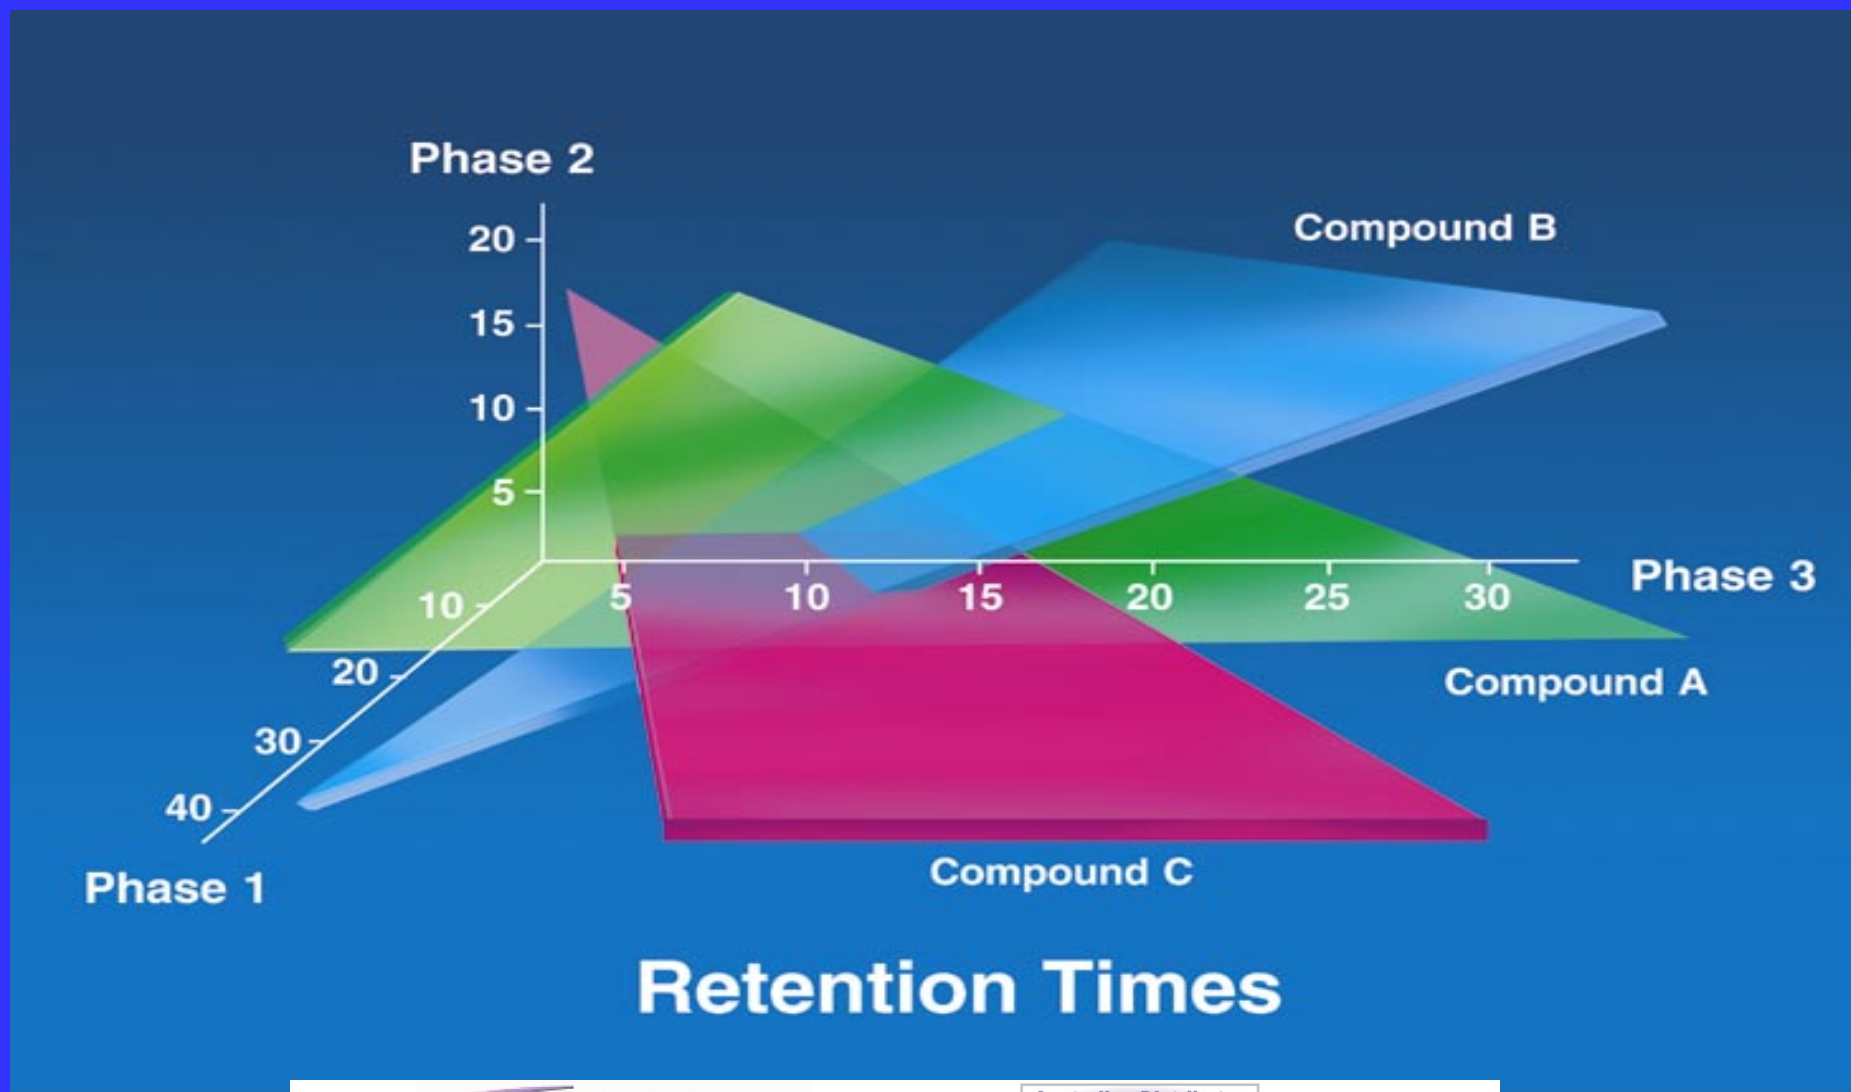 Phase 2
Compound B
20
15
10
5
5 10 15 20 25 30
Phase 3
10
20
30
40
Compound A
Phase 1
Compound C
Retention Times